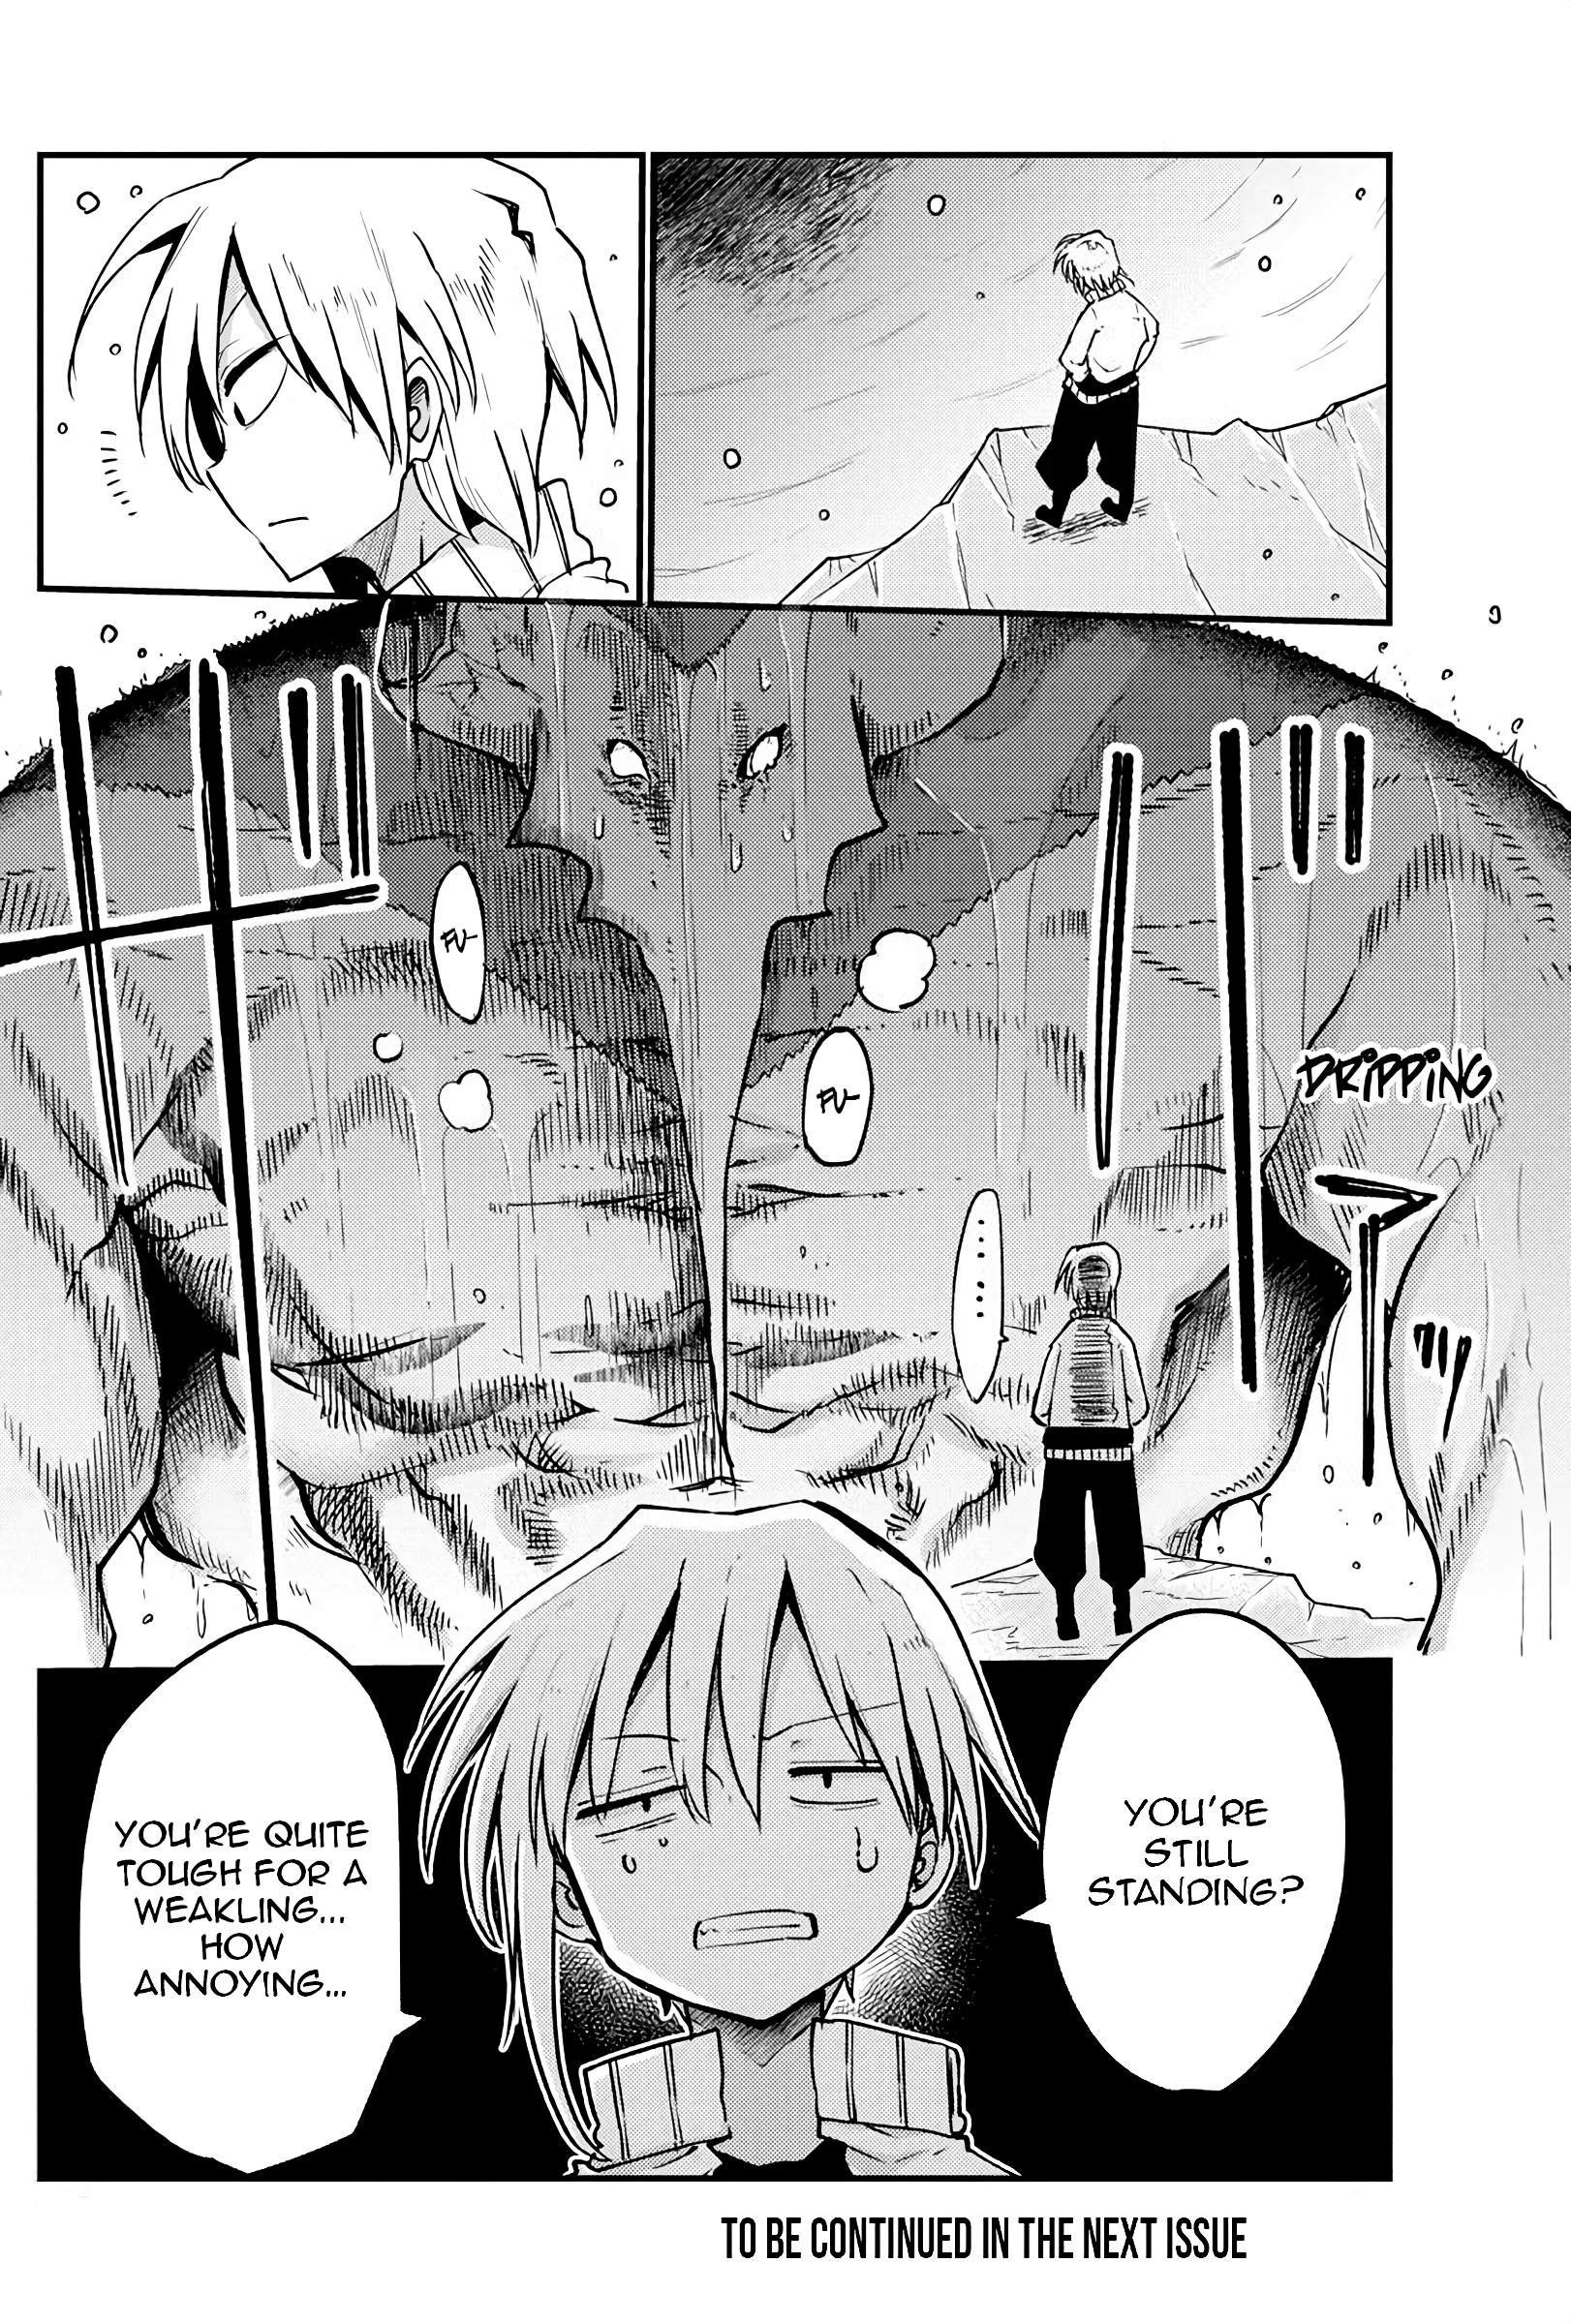 FU-
FU-
DRIPPING
......
YOU'RE
STILL
STANDING?
YOU'RE QUITE
TOUGH FOR A
WEAKLING...
HOW
ANNOYING...
TO BE CONTINUED IN THE NEXT ISSUE